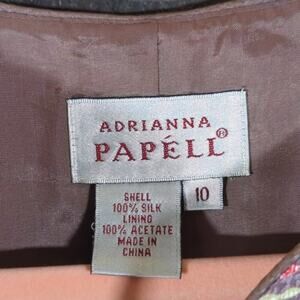 ADRIANNA
PAPÉLL®
10
SHELL
100% SILK
LINING
100% ACETATE
MADE IN
CHINA